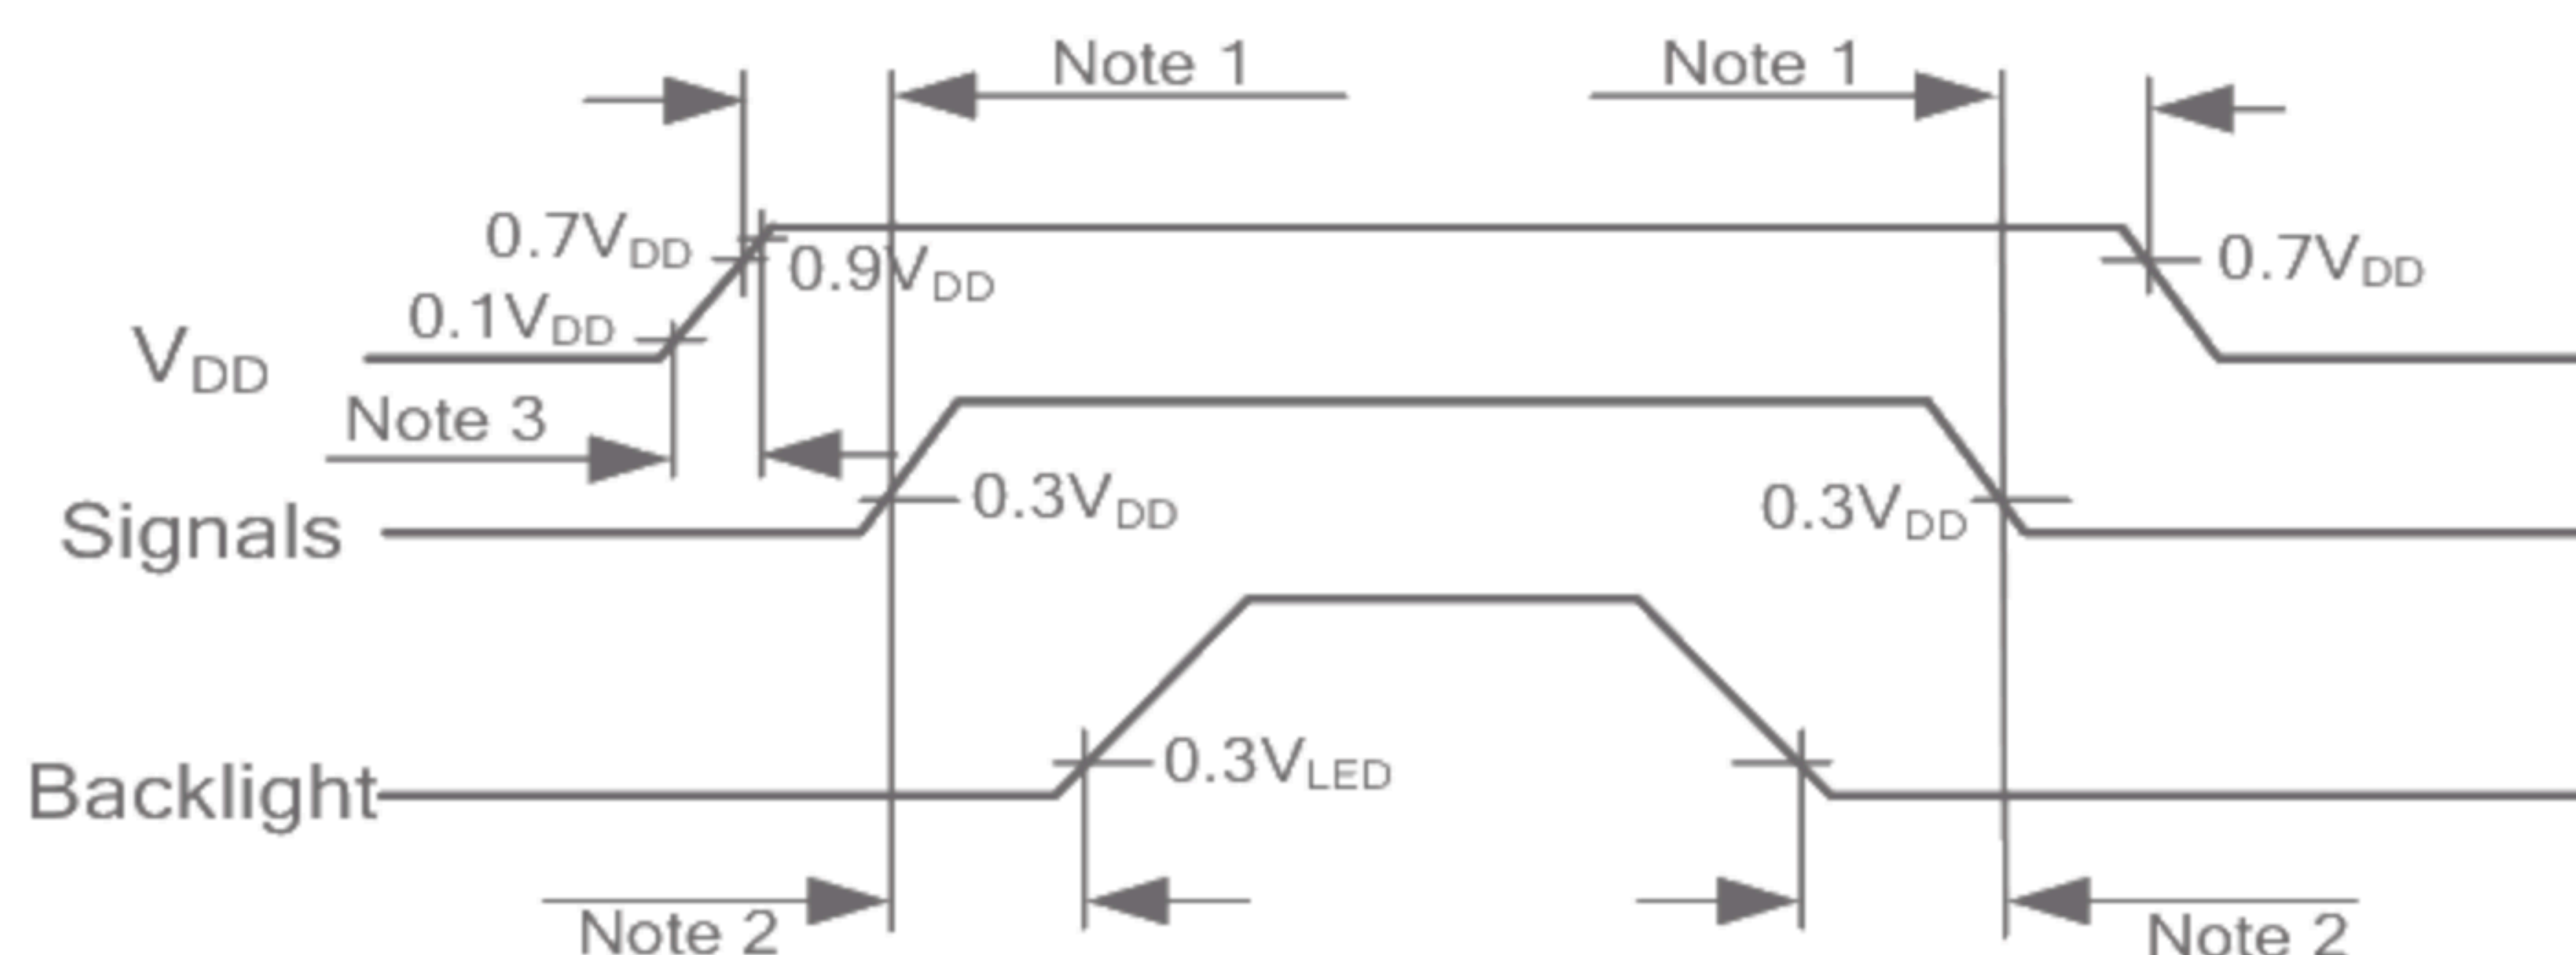 Note 1
Note 1
0.7VDD
0.9VDD
0.7VDD
0.1VDD
VDD
Note 3
0.3VDD
0.3VDD
Signals
0.3VLED
Backlight
Note 2
Note 2